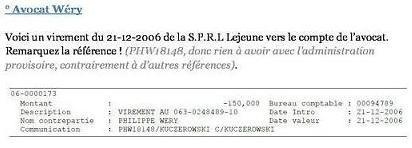 ° Avocat Wéry
Voici un virement du 21-12-2006 de la S.P.R.L Lejeune vers le compte de l'avocat.
Remarquez la référence ! (PHW18148, donc rien à avoir avec l'administration
provisoire, contrairement à d'autres références).
06-0000173
Montant : -150,000 Bureau comptable : 00094789
Description : VIREMENT AU 063-0248489-10 Date Intro : 21-12-2006
Nom contrepartie : PHILIPPE WERY Date valeur : 21-12-2006
Communication : PHW18148/KUCZEROWSKI C/KUCZEROWSKI